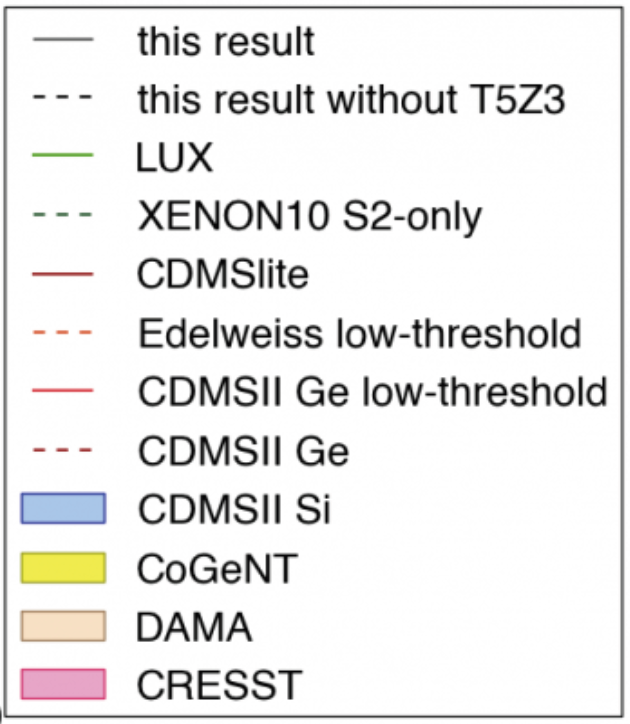 this result
this result without T5Z3
LUX
XENON10 S2-only
CDMSlite
Edelweiss low-threshold
CDMSII Ge low-threshold
CDMSII Ge
CDMSII Si
CoGeNT
DAMA
CRESST